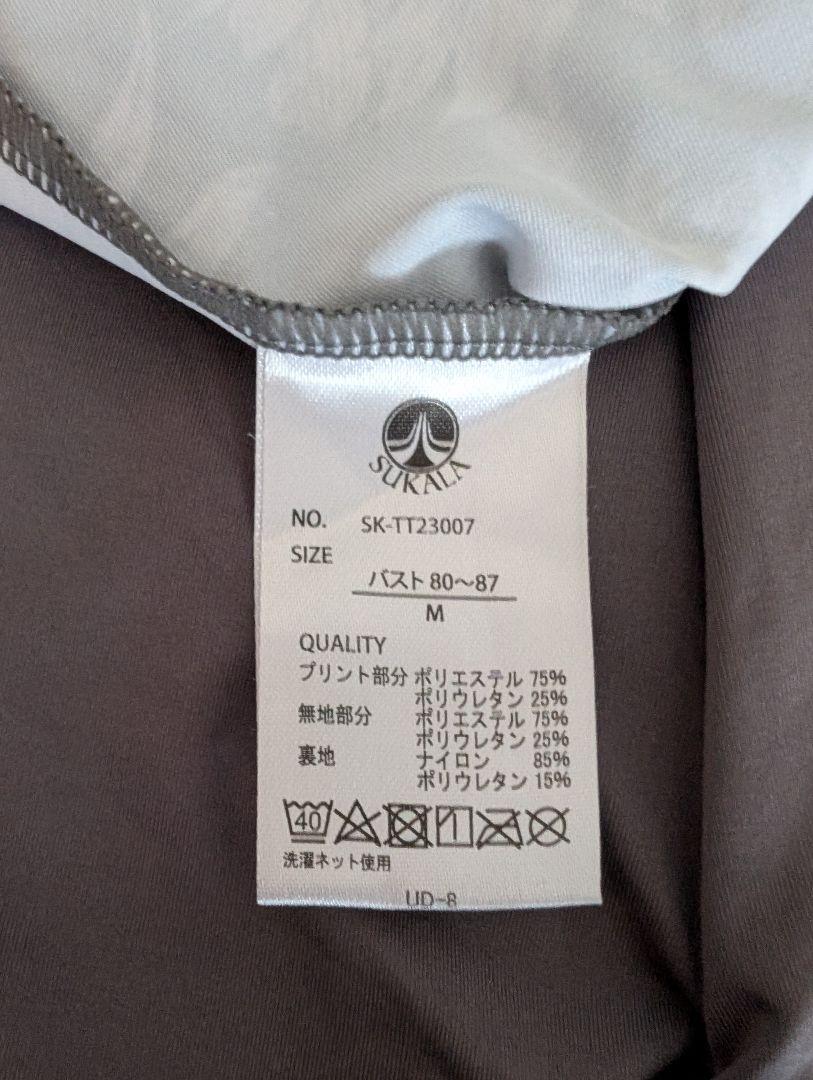 SUKALA
NO. SK-TT23007
SIZE
バスト 80〜87
M
QUALITY
プリント部分 ポリエステル 75%
ポリウレタン 25%
無地部分 ポリエステル 75%
ポリウレタン 25%
裏地 ナイロン 85%
ポリウレタン 15%
40
洗濯ネット使用
UD-8